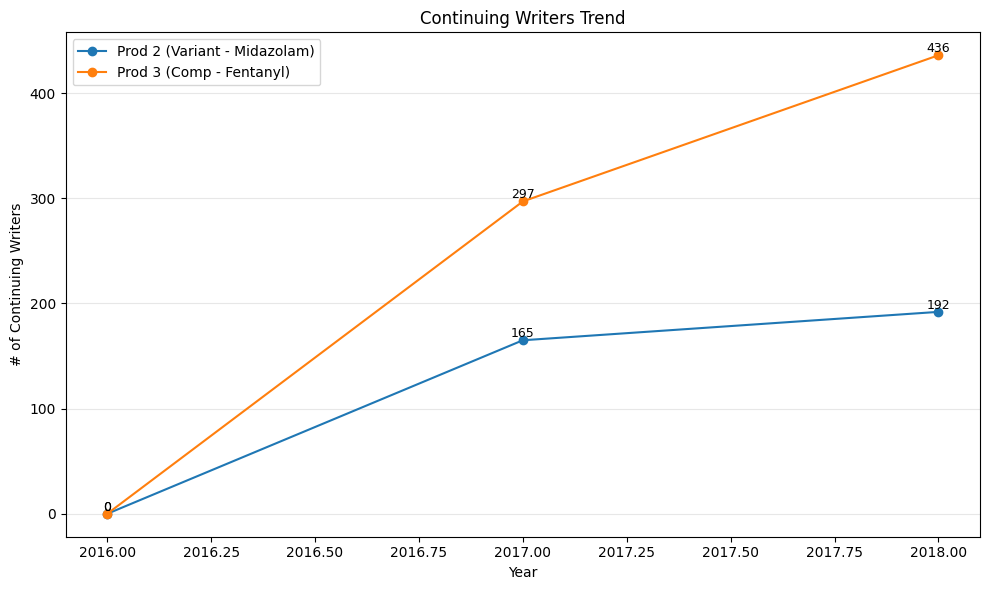 Continuing Writers Trend
Prod 2 (Variant - Midazolam)
Prod 3 (Comp - Fentanyl)
436
400
300
297
200
192
165
100
0
0
0
# of Continuing Writers
2016.00 2016.25 2016.50 2016.75 2017.00 2017.25 2017.50 2017.75 2018.00
Year